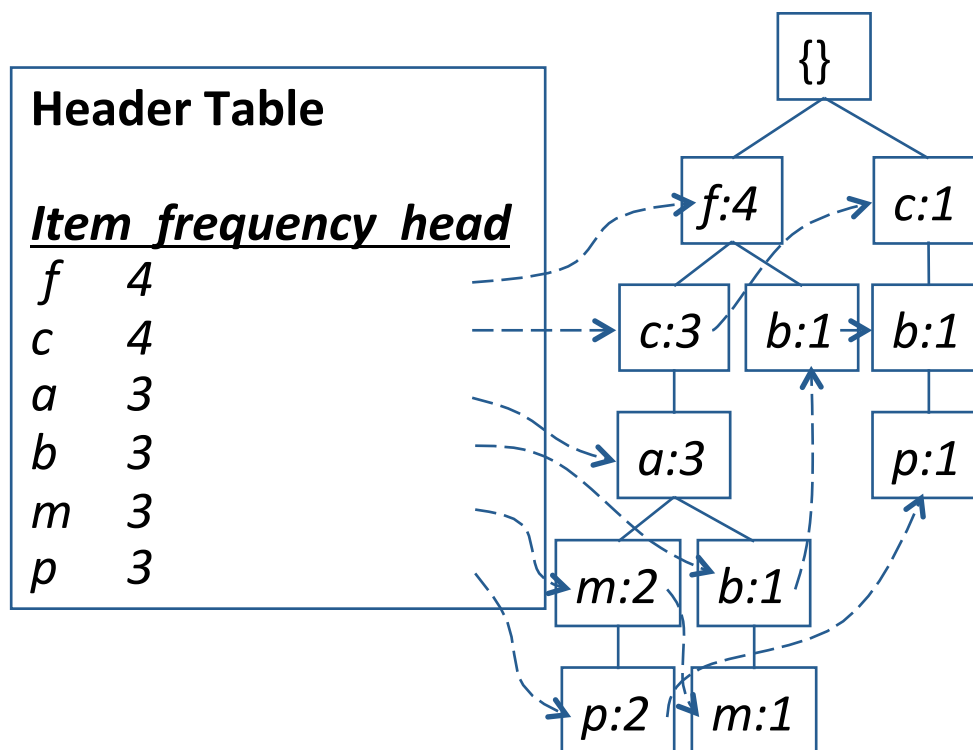 {}
Header Table
f:4 c:1
Item frequency head
f 4
c 4
c:3 b:1 b:1
a 3
b 3
a:3 p:1
m 3
p 3
m:2 b:1
p:2 m:1